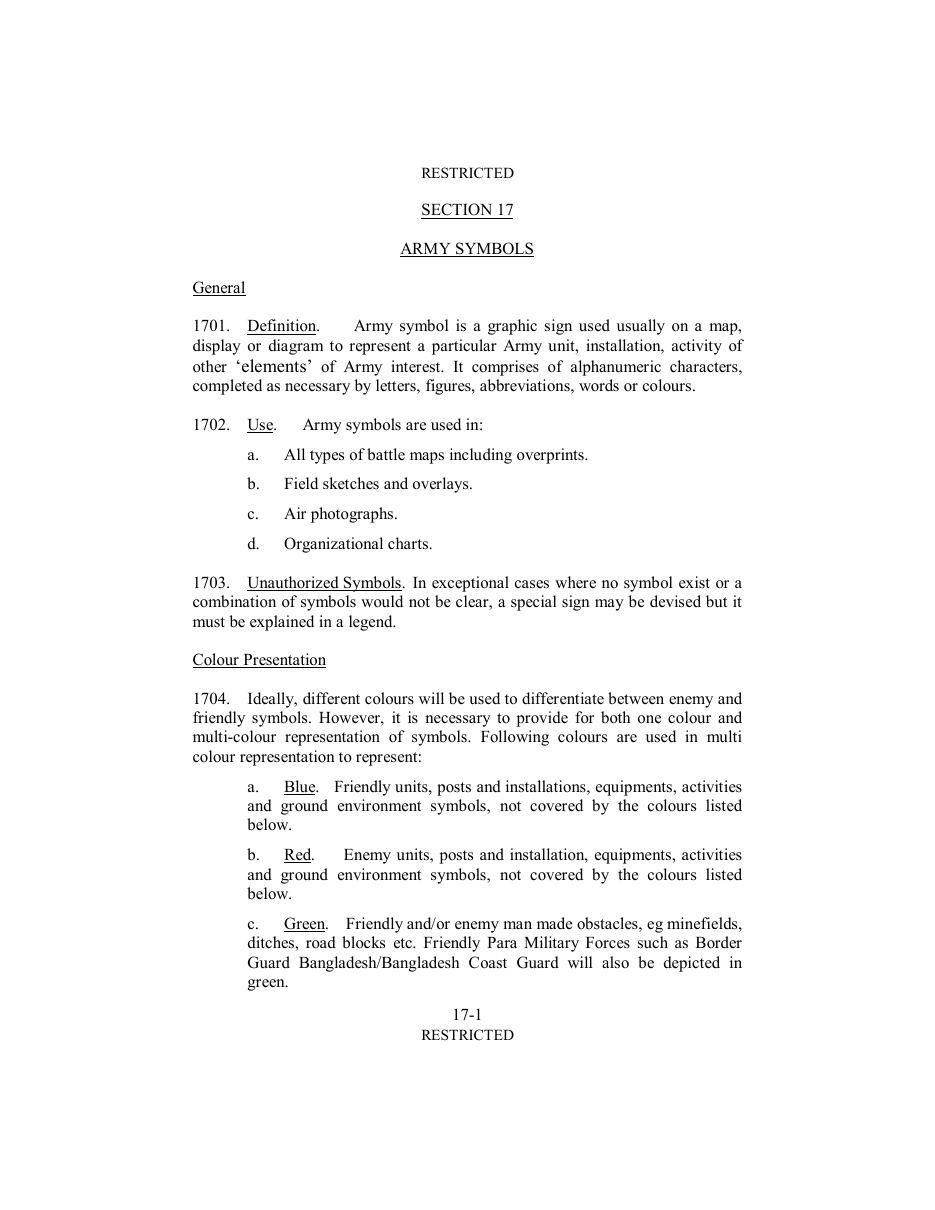 RESTRICTED
SECTION 17
ARMY SYMBOLS
General
1701. Definition. Army symbol is a graphic sign used usually on a map,
display or diagram to represent a particular Army unit, installation, activity of
other ‘elements’ of Army interest. It comprises of alphanumeric characters,
completed as necessary by letters, figures, abbreviations, words or colours.
1702. Use. Army symbols are used in:
a. All types of battle maps including overprints.
b. Field sketches and overlays.
c. Air photographs.
d. Organizational charts.
1703. Unauthorized Symbols. In exceptional cases where no symbol exist or a
combination of symbols would not be clear, a special sign may be devised but it
must be explained in a legend.
Colour Presentation
1704. Ideally, different colours will be used to differentiate between enemy and
friendly symbols. However, it is necessary to provide for both one colour and
multi-colour representation of symbols. Following colours are used in multi
colour representation to represent:
a. Blue. Friendly units, posts and installations, equipments, activities
and ground environment symbols, not covered by the colours listed
below.
b. Red. Enemy units, posts and installation, equipments, activities
and ground environment symbols, not covered by the colours listed
below.
c. Green. Friendly and/or enemy man made obstacles, eg minefields,
ditches, road blocks etc. Friendly Para Military Forces such as Border
Guard Bangladesh/Bangladesh Coast Guard will also be depicted in
green.
17-1
RESTRICTED